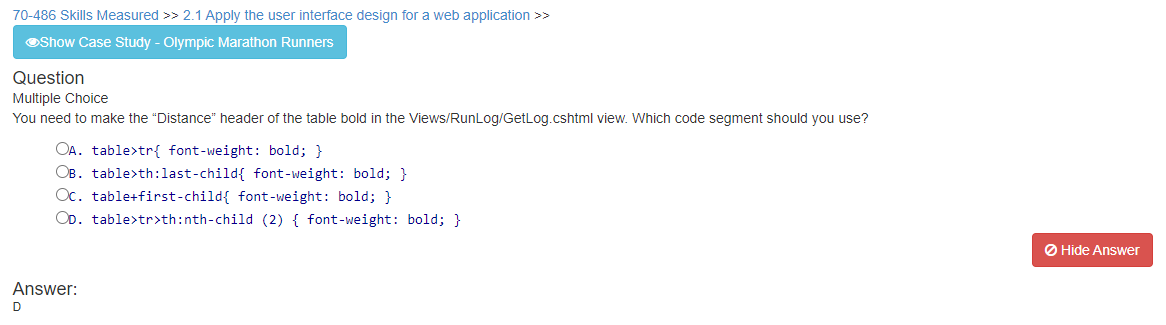 70-486 Skills Measured >> 2.1 Apply the user interface design for a web application >>
Show Case Study - Olympic Marathon Runners
Question
Multiple Choice
You need to make the “Distance” header of the table bold in the Views/RunLog/GetLog.cshtml view. Which code segment should you use?
A. table>tr{ font-weight: bold; }
B. table>th:last-child{ font-weight: bold; }
C. table+first-child{ font-weight: bold; }
D. table>tr>th:nth-child (2) { font-weight: bold; }
Hide Answer
Answer:
D